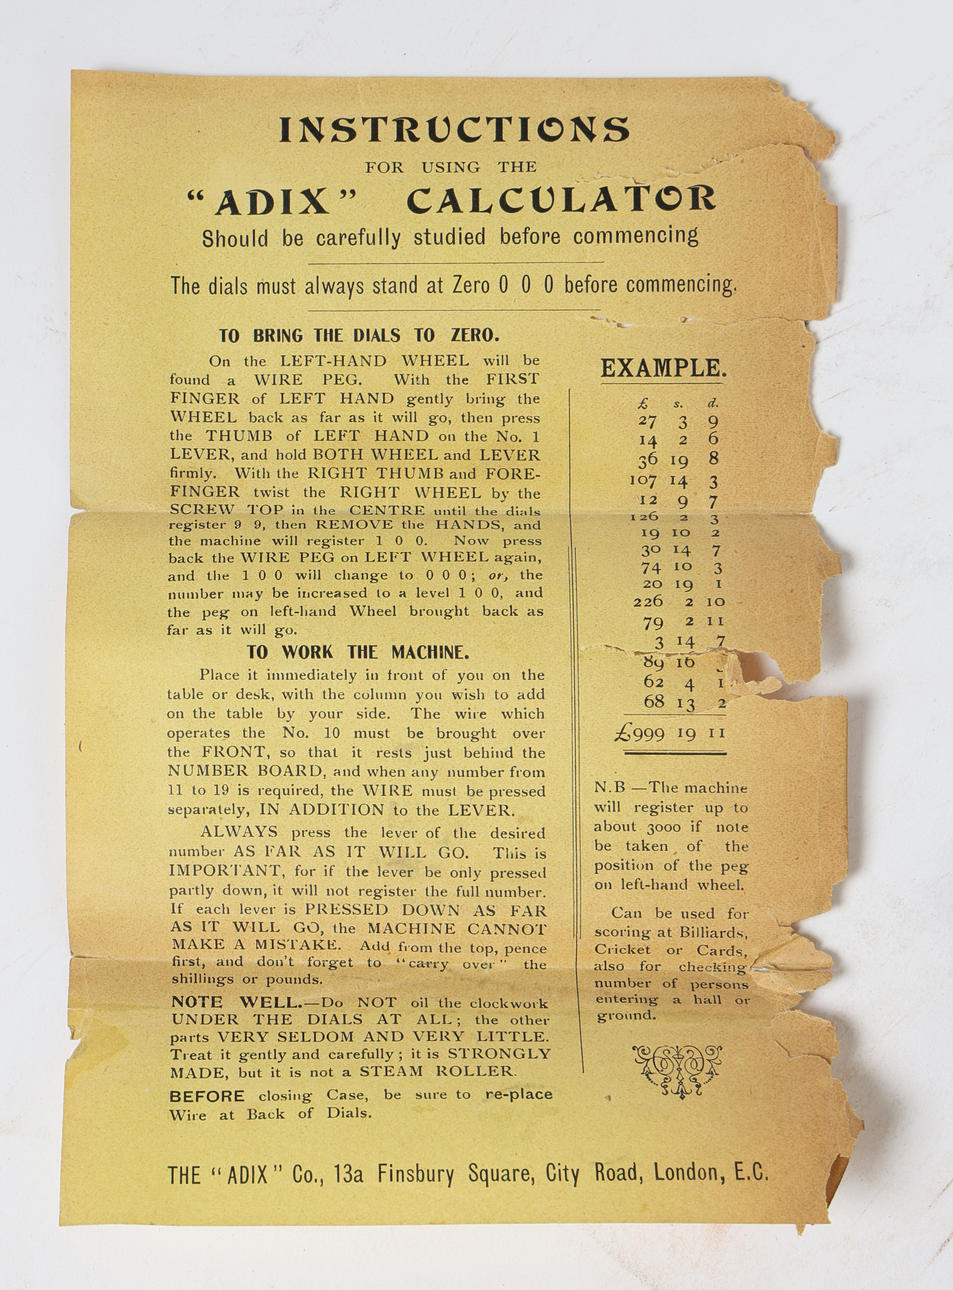 INSTRUCTIONS
FOR USING THE
“ADIX” CALCULATOR
Should be carefully studied before commencing
The dials must always stand at Zero 0 0 0 before commencing.
TO BRING THE DIALS TO ZERO.
On the LEFT-HAND WHEEL will be
found a WIRE PEG. With the FIRST
FINGER of LEFT HAND gently bring the
WHEEL back as far as it will go, then press
the THUMB of LEFT HAND on the No. 1
LEVER, and hold BOTH WHEEL and LEVER
firmly. With the RIGHT THUMB and FORE-
FINGER twist the RIGHT WHEEL by the
SCREW TOP in the CENTRE until the dials
register 9 9, then REMOVE the HANDS, and
the machine will register 1 0 0. Now press
back the WIRE PEG on LEFT WHEEL again,
and the 1 0 0 will change to 0 0 0; or, the
number may be increased to a level 1 0 0, and
the peg on left-hand Wheel brought back as
far as it will go.
TO WORK THE MACHINE.
Place it immediately in front of you on the
table or desk, with the column you wish to add
on the table by your side. The wire which
operates the No. 10 must be brought over
the FRONT, so that it rests just behind the
NUMBER BOARD, and when any number from
11 to 19 is required, the WIRE must be pressed
separately, IN ADDITION to the LEVER.
ALWAYS press the lever of the desired
number AS FAR AS IT WILL GO. This is
IMPORTANT, for if the lever be only pressed
partly down, it will not register the full number.
If each lever is PRESSED DOWN AS FAR
AS IT WILL GO, the MACHINE CANNOT
MAKE A MISTAKE. Add from the top, pence
first, and don't forget to “carry over” the
shillings or pounds.
NOTE WELL.—Do NOT oil the clockwork
UNDER THE DIALS AT ALL; the other
parts VERY SELDOM AND VERY LITTLE.
Treat it gently and carefully; it is STRONGLY
MADE, but it is not a STEAM ROLLER.
BEFORE closing Case, be sure to re-place
Wire at Back of Dials.
EXAMPLE.
£ s. d.
27 3 9
14 2 6
36 19 8
107 14 3
12 9 7
126 2 3
19 10 2
30 14 7
74 10 3
20 19 1
226 2 10
79 2 11
3 14 7
89 16
62 4 1
68 13 2
£999 19 11
N.B —The machine
will register up to
about 3000 if note
be taken of the
position of the peg
on left-hand wheel.
Can be used for
scoring at Billiards,
Cricket or Cards,
also for checking
number of persons
entering a hall or
ground.
THE “ADIX” Co., 13a Finsbury Square, City Road, London, E.C.